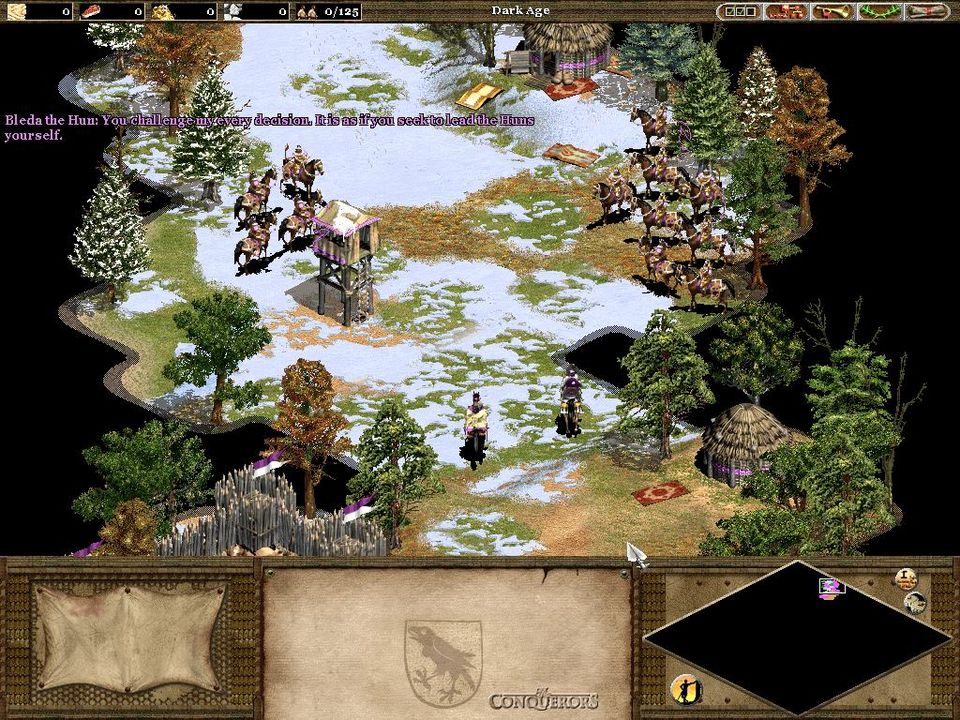 0 0 0 0 0/125 Dark Age
Bleda the Hun: You challenge my every decision. It is as if you seek to lead the Huns
yourself.
The
CONQUERORS